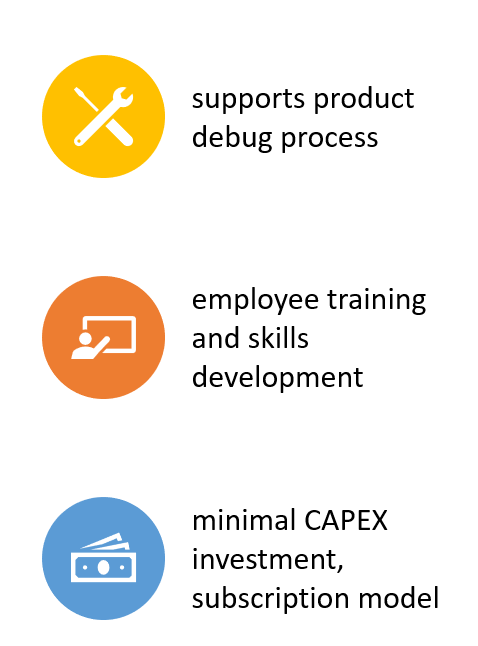 supports product
debug process
employee training
and skills
development
minimal CAPEX
investment,
subscription model